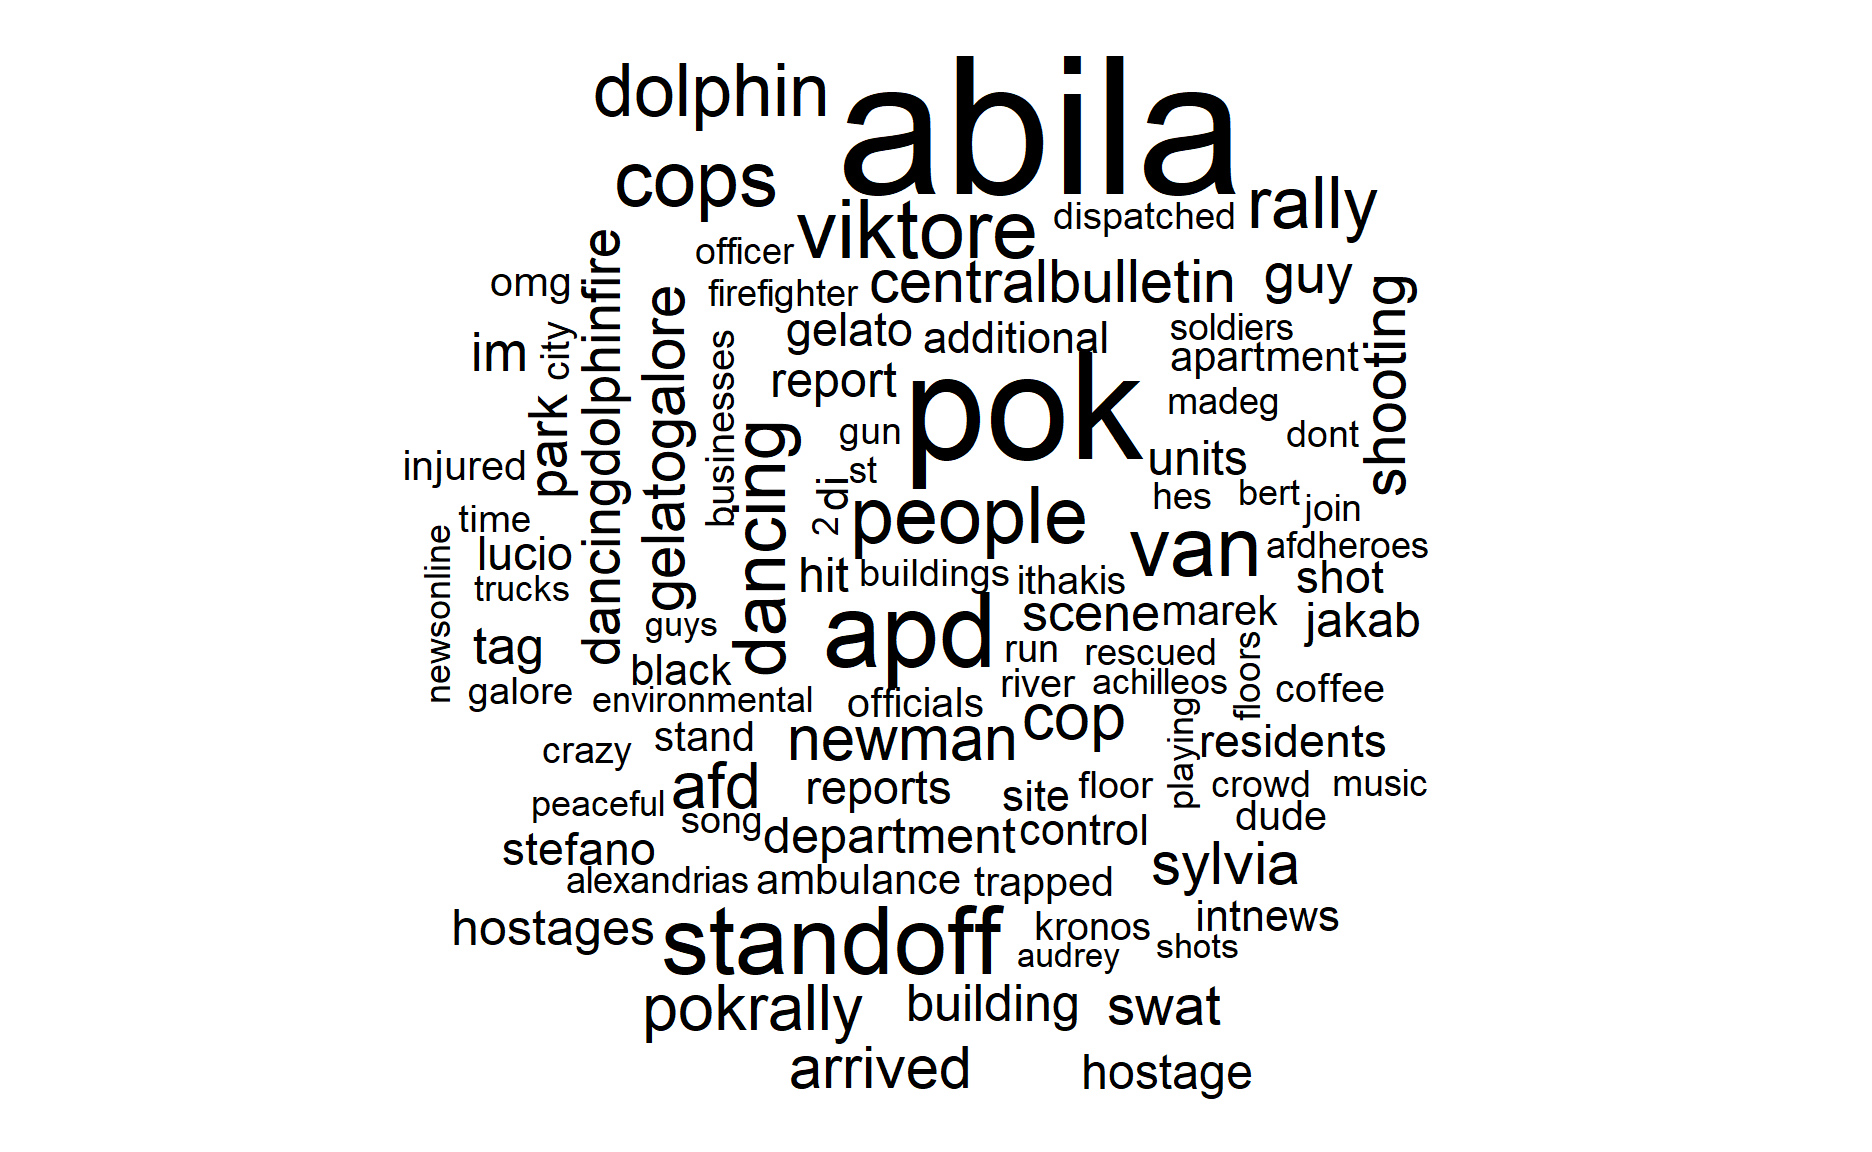 dolphin
abila
cops
rally
viktore
dispatched
officer
dancingdolphinfire
omg
firefighter
centralbulletin
guy
shooting
gelatogalore
gelato
additional
soldiers
im
city
businesses
apartment
report
pok
madeg
park
dancing
gun
dont
units
injured
st
di
hes
bert
join
2
people
time
newsonline
lucio
van
afdheroes
trucks
hit
buildings
ithakis
shot
scene
marek
jakab
guys
tag
apd
run
rescued
floors
black
galore
environmental
river
achilleos
coffee
officials
cop
playing
crazy
stand
newman
residents
afd
reports
site
floor
crowd
music
peaceful
song
department
control
dude
stefano
sylvia
alexandrias
ambulance
trapped
hostages
standoff
kronos
intnews
audrey
shots
pokrally
building
swat
arrived
hostage